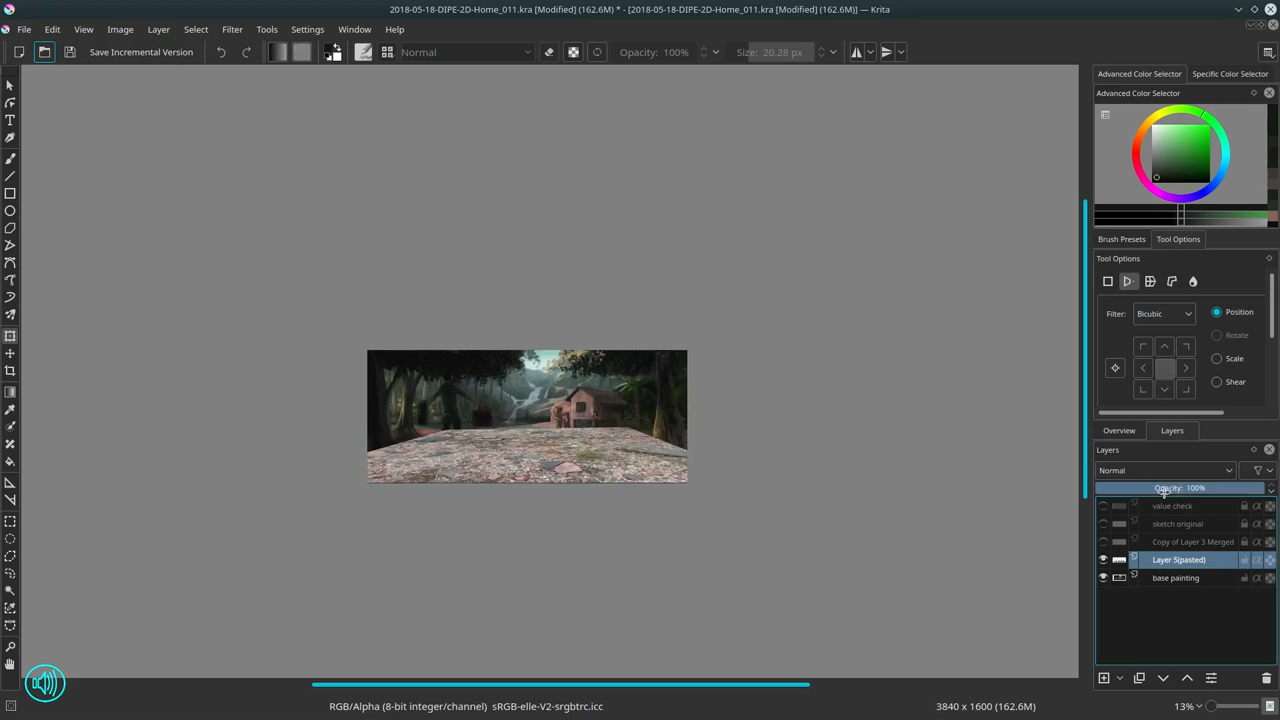 2018-05-18-DIPE-2D-Home_011.kra [Modified] (162.6M) * - [2018-05-18-DIPE-2D-Home_011.kra [Modified] (162.6M)] — Krita
File Edit View Image Layer Select Filter Tools Settings Window Help
Save Incremental Version Normal Opacity: 100% Size: 20.28 px
Advanced Color Selector Specific Color Selector
Advanced Color Selector
Brush Presets Tool Options
Tool Options
Filter: Bicubic Position
Rotate
Scale
Shear
Overview Layers
Layers
Normal
Opacity: 100%
value check
sketch original
Copy of Layer 3 Merged
Layer 5(pasted)
base painting
RGB/Alpha (8-bit integer/channel) sRGB-elle-V2-srgbtrc.icc 3840 x 1600 (162.6M) 13%